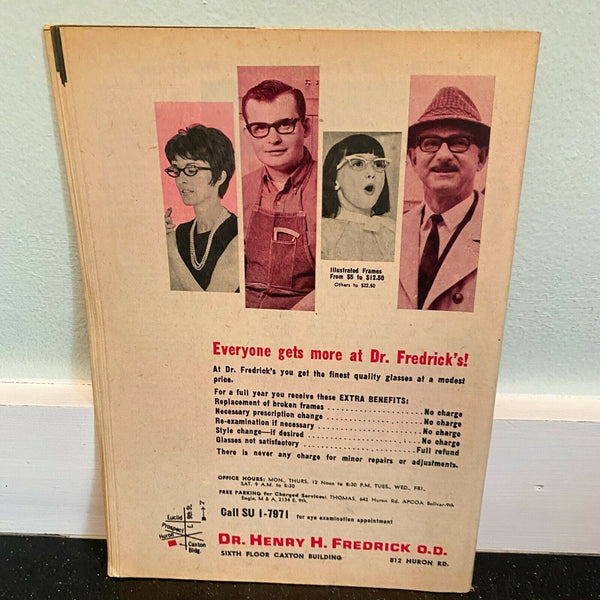 Illustrated Frames
From $5 to $12.50
Others to $22.50
Everyone gets more at Dr. Fredrick's!
At Dr. Fredrick's you get the finest quality glasses at a modest
price.
For a full year you receive these EXTRA BENEFITS:
Replacement of broken frames ........................ No charge
Necessary prescription change ........................ No charge
Re-examination if necessary ........................ No charge
Style change—if desired ........................ No charge
Glasses not satisfactory ........................ Full refund
There is never any charge for minor repairs or adjustments.
OFFICE HOURS: MON., THURS. 12 Noon to 8:30 P.M. TUES., WED., FRI.,
SAT. 9 A.M. to 5:30
FREE PARKING for Charged Services: THOMAS, 642 Huron Rd. APCOA Bolivar-9th
Eagle, M & A, 2134 E. 9th.
Euclid
Prospect
Huron
9th St.
Caxton
Bldg.
Call SU 1-7971 for eye examination appointment
DR. HENRY H. FREDRICK O.D.
SIXTH FLOOR CAXTON BUILDING 812 HURON RD.